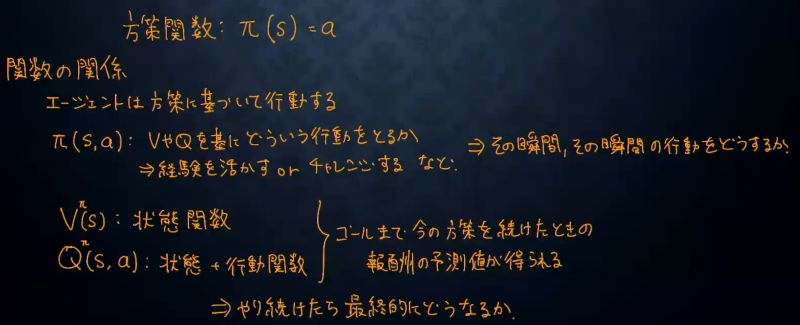 方策関数: π(s) = a
関数の関係
エージェントは方策に基づいて行動する
π(s,a): VやQを基にどういう行動をとるか ⇒ その瞬間,その瞬間の行動をどうするか.
⇒経験を活かす or チャレンジする など.
V^π(s): 状態関数
Q^π(s,a): 状態 + 行動関数
ゴールまで今の方策を続けたときの
報酬州の予測値が得られる
⇒ やり続けたら最終的にどうなるか.